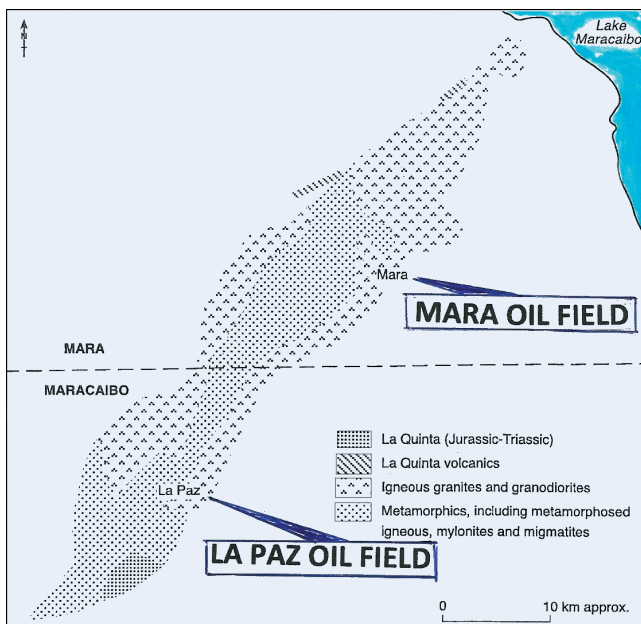 N
Lake
Maracaibo
Mara
MARA OIL FIELD
MARA
MARACAIBO
La Quinta (Jurassic-Triassic)
La Quinta volcanics
Igneous granites and granodiorites
Metamorphics, including metamorphosed
igneous, mylonites and migmatites
La Paz
LA PAZ OIL FIELD
0 10 km approx.